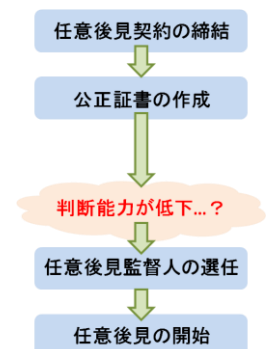 任意後見契約の締結
公正証書の作成
判断能力が低下…？
任意後見監督人の選任
任意後見の開始